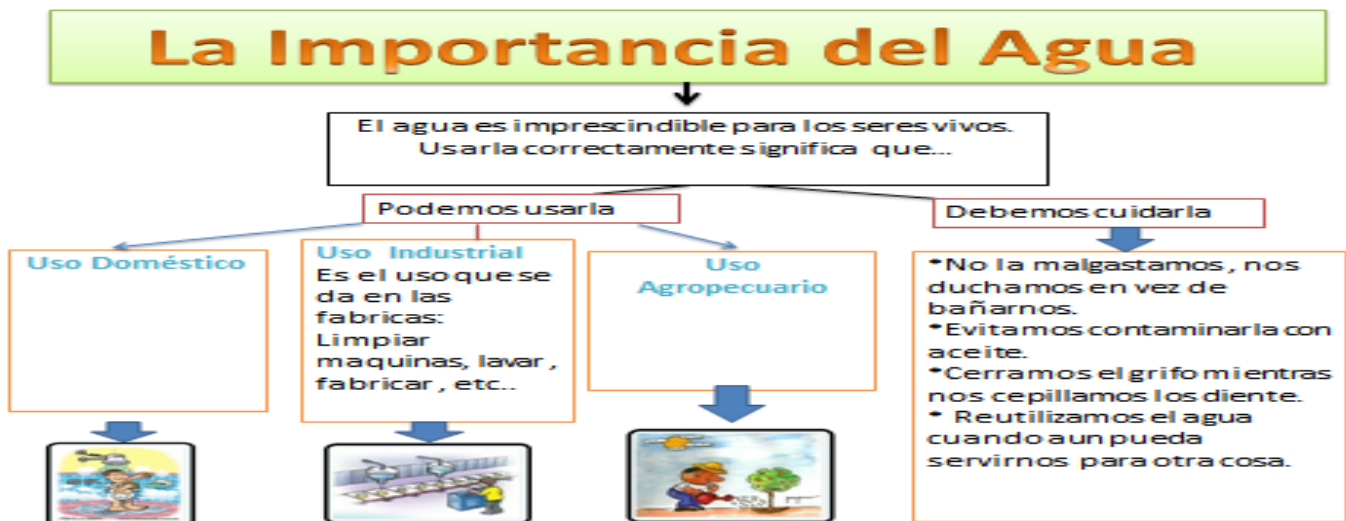 La Importancia del Agua
El agua es imprescindible para los seres vivos.
Usarla correctamente significa que...
Podemos usarla
Debemos cuidarla
Uso Doméstico
Uso Industrial
Es el uso que se
da en las
fabricas:
Limpiar
maquinas, lavar,
fabricar, etc..
Uso
Agropecuario
*No la malgastamos, nos
duchamos en vez de
bañarnos.
*Evitamos contaminarla con
aceite.
*Cerramos el grifo mientras
nos cepillamos los diente.
* Reutilizamos el agua
cuando aun pueda
servirnos para otra cosa.